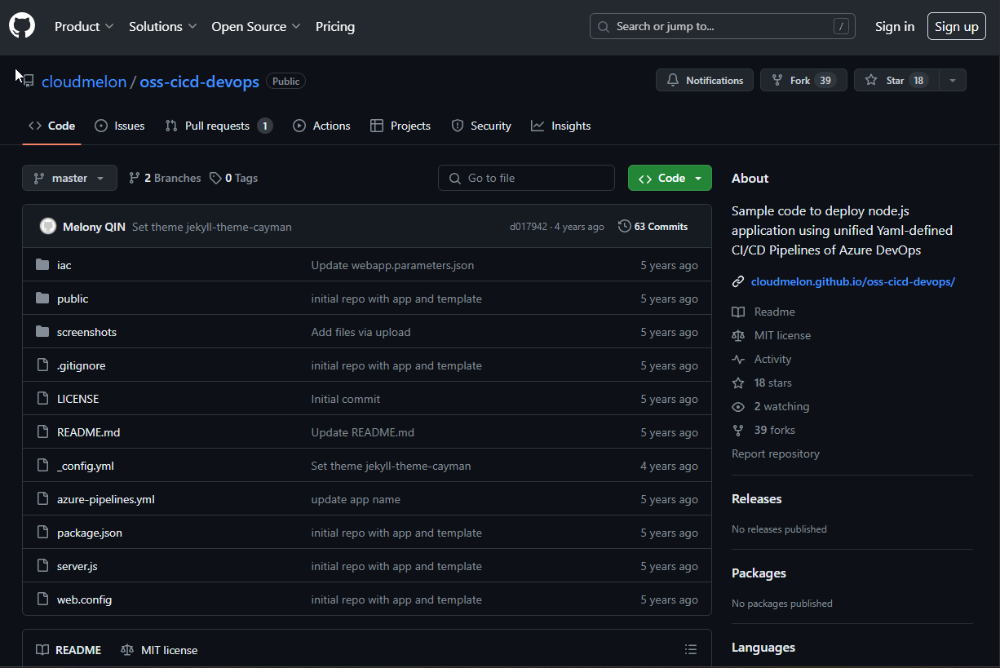 Product Solutions Open Source Pricing Search or jump to... / Sign in Sign up
cloudmelon / oss-cicd-devops Public Notifications Fork 39 Star 18
Code Issues Pull requests 1 Actions Projects Security Insights
master 2 Branches 0 Tags Go to file Code
Melony QIN Set theme jekyll-theme-cayman d017942 · 4 years ago 63 Commits
iac Update webapp.parameters.json 5 years ago
public initial repo with app and template 5 years ago
screenshots Add files via upload 5 years ago
.gitignore initial repo with app and template 5 years ago
LICENSE Initial commit 5 years ago
README.md Update README.md 5 years ago
_config.yml Set theme jekyll-theme-cayman 4 years ago
azure-pipelines.yml update app name 5 years ago
package.json initial repo with app and template 5 years ago
server.js initial repo with app and template 5 years ago
web.config initial repo with app and template 5 years ago
README MIT license
About
Sample code to deploy node.js
application using unified Yaml-defined
CI/CD Pipelines of Azure DevOps
cloudmelon.github.io/oss-cicd-devops/
Readme
MIT license
Activity
18 stars
2 watching
39 forks
Report repository
Releases
No releases published
Packages
No packages published
Languages